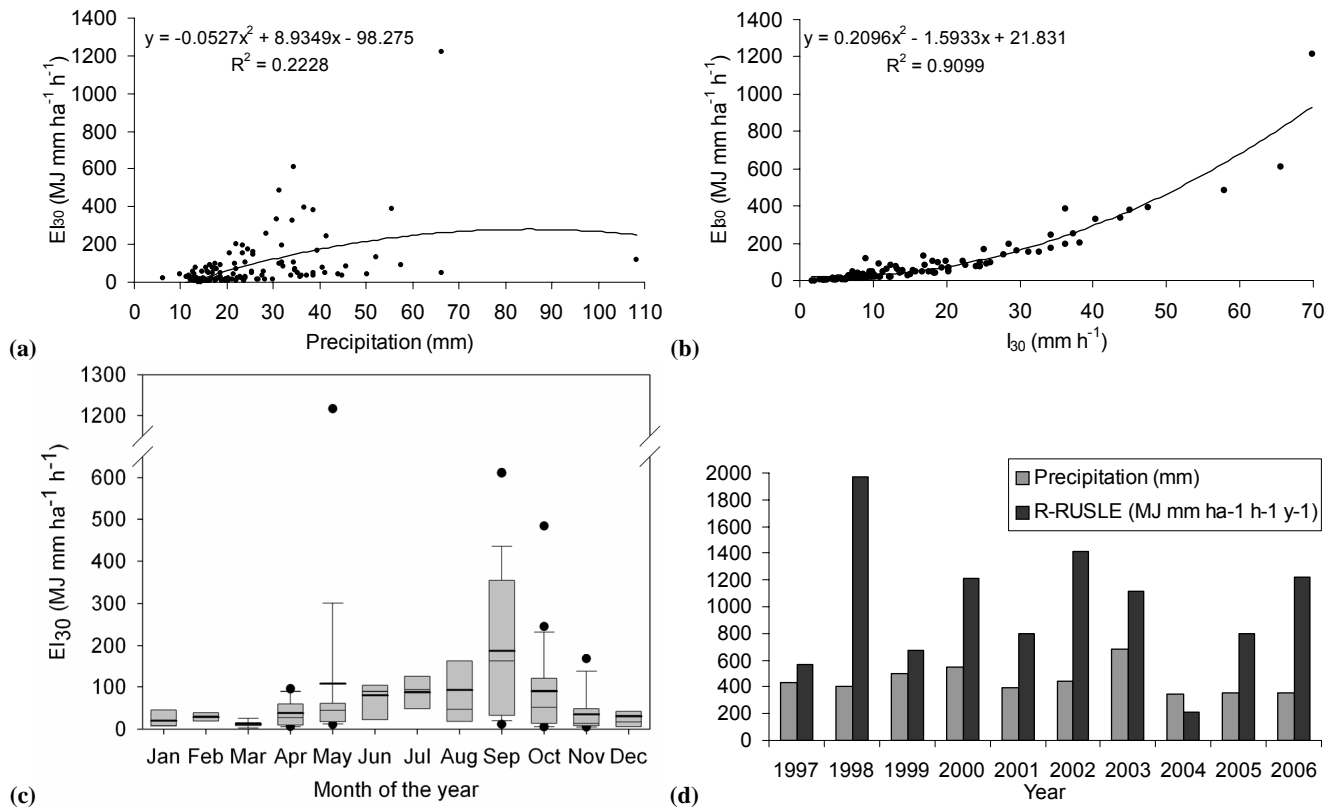 y = -0.0527x² + 8.9349x - 98.275
R² = 0.2228
1400
1200
1000
800
600
400
200
0
EI₃₀ (MJ mm ha⁻¹ h⁻¹)
0 10 20 30 40 50 60 70 80 90 100 110
Precipitation (mm)
(a)
y = 0.2096x² - 1.5933x + 21.831
R² = 0.9099
1400
1200
1000
800
600
400
200
0
EI₃₀ (MJ mm ha⁻¹ h⁻¹)
0 10 20 30 40 50 60 70
I₃₀ (mm h⁻¹)
(b)
1300
1200
600
500
400
300
200
100
0
EI₃₀ (MJ mm ha⁻¹ h⁻¹)
Jan Feb Mar Apr May Jun Jul Aug Sep Oct Nov Dec
Month of the year
(c)
Precipitation (mm)
R-RUSLE (MJ mm ha-1 h-1 y-1)
2000
1800
1600
1400
1200
1000
800
600
400
200
0
1997 1998 1999 2000 2001 2002 2003 2004 2005 2006
Year
(d)